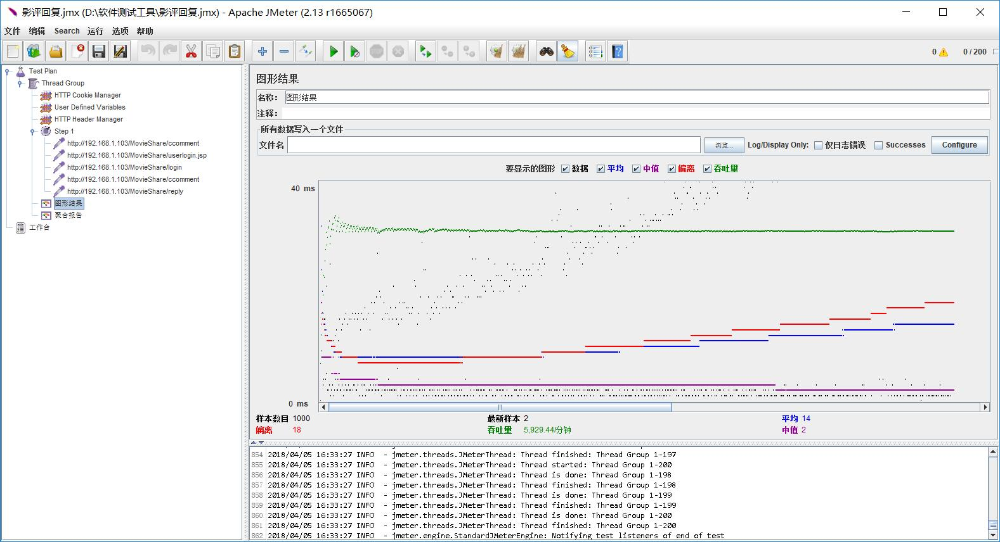 影评回复.jmx (D:\软件测试工具\影评回复.jmx) - Apache JMeter (2.13 r1665067)
文件 编辑 Search 运行 选项 帮助
0 0 / 200
Test Plan
Thread Group
HTTP Cookie Manager
User Defined Variables
HTTP Header Manager
Step 1
http://192.168.1.103/MovieShare/ccomment
http://192.168.1.103/MovieShare/userlogin.jsp
http://192.168.1.103/MovieShare/login
http://192.168.1.103/MovieShare/ccomment
http://192.168.1.103/MovieShare/reply
图形结果
聚合报告
工作台
图形结果
名称: 图形结果
注释:
所有数据写入一个文件
文件名 浏览... Log/Display Only: 仅日志错误 Successes Configure
要显示的图形 数据 平均 中值 偏离 吞吐量
40 ms
0 ms
样本数目 1000 最新样本 2 平均 14
偏离 18 吞吐量 5,929.44/分钟 中值 2
854 2018/04/05 16:33:27 INFO - jmeter.threads.JMeterThread: Thread finished: Thread Group 1-197
855 2018/04/05 16:33:27 INFO - jmeter.threads.JMeterThread: Thread started: Thread Group 1-200
856 2018/04/05 16:33:27 INFO - jmeter.threads.JMeterThread: Thread is done: Thread Group 1-198
857 2018/04/05 16:33:27 INFO - jmeter.threads.JMeterThread: Thread finished: Thread Group 1-198
858 2018/04/05 16:33:27 INFO - jmeter.threads.JMeterThread: Thread is done: Thread Group 1-199
859 2018/04/05 16:33:27 INFO - jmeter.threads.JMeterThread: Thread finished: Thread Group 1-199
860 2018/04/05 16:33:27 INFO - jmeter.threads.JMeterThread: Thread is done: Thread Group 1-200
861 2018/04/05 16:33:27 INFO - jmeter.threads.JMeterThread: Thread finished: Thread Group 1-200
862 2018/04/05 16:33:27 INFO - jmeter.engine.StandardJMeterEngine: Notifying test listeners of end of test